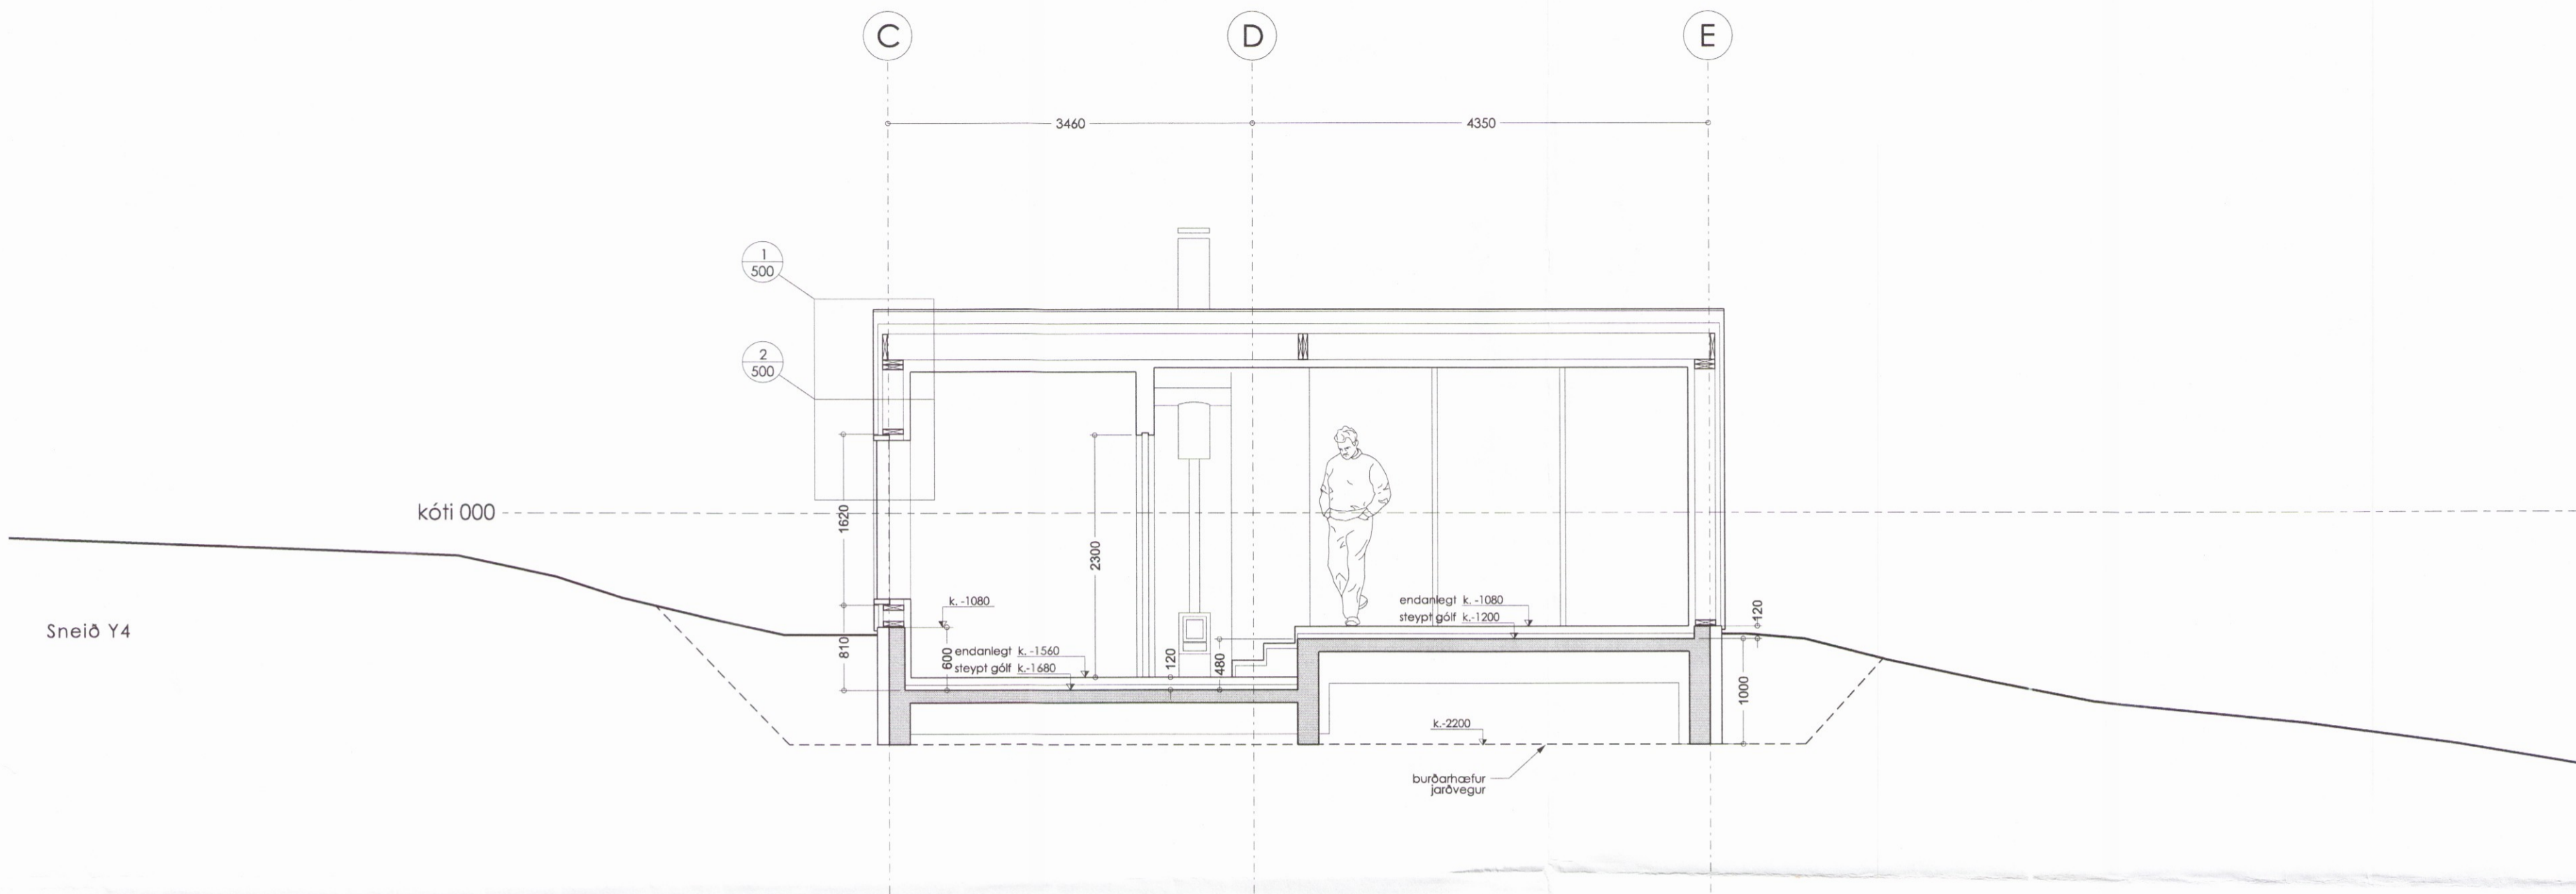 C
D
E
3460
4350
1
500
2
500
kóti 000
1620
2300
k. -1080
endanlegt k. -1080
steypt gólf k.-1200
120
Sneið Y4
810
600
endanlegt k. -1560
steypt gólf k.-1680
120
480
1000
k.-2200
burðarhæfur
jarðvegur